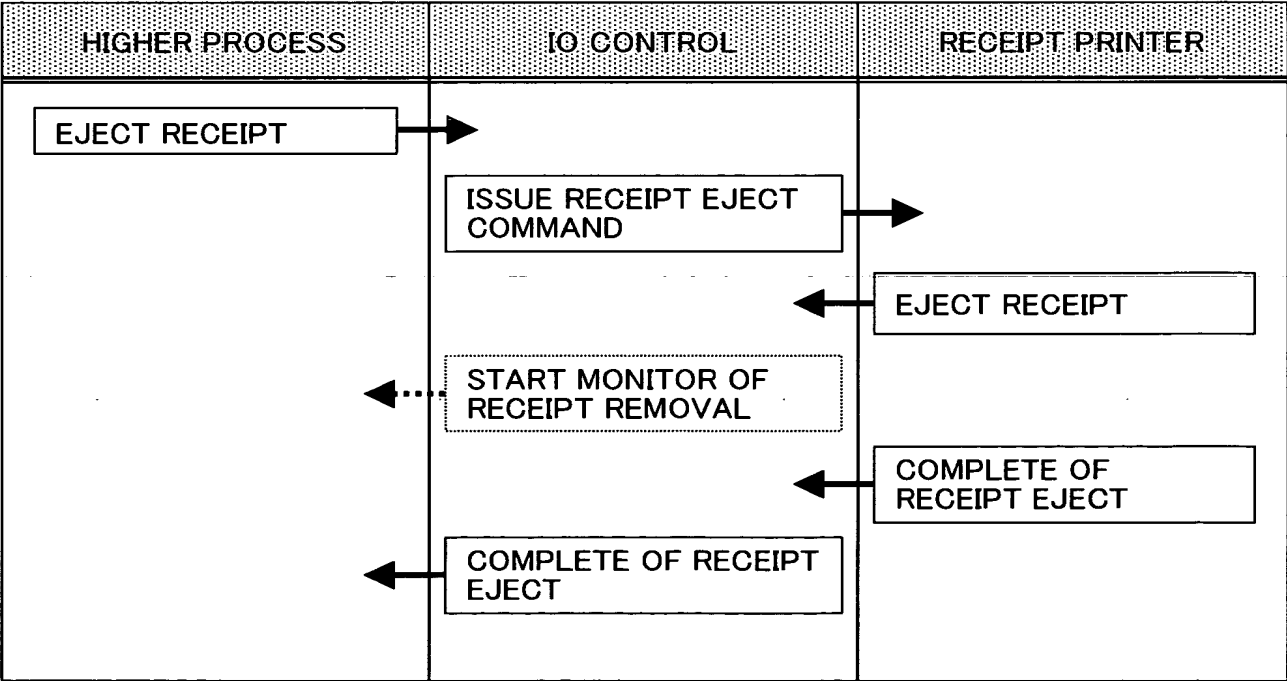 HIGHER PROCESS
IO CONTROL
RECEIPT PRINTER
EJECT RECEIPT
ISSUE RECEIPT EJECT
COMMAND
EJECT RECEIPT
START MONITOR OF
RECEIPT REMOVAL
COMPLETE OF
RECEIPT EJECT
COMPLETE OF RECEIPT
EJECT